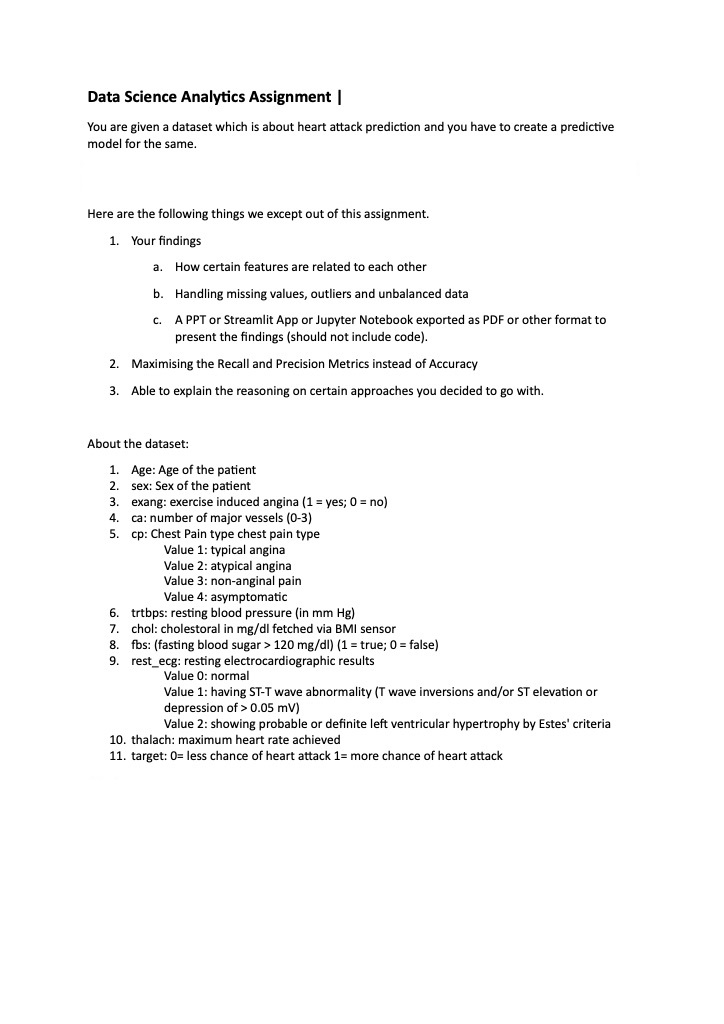 Data Science Analytics Assignment |
You are given a dataset which is about heart attack prediction and you have to create a predictive
model for the same.
Here are the following things we except out of this assignment.
1. Your findings
a. How certain features are related to each other
b. Handling missing values, outliers and unbalanced data
c. A PPT or Streamlit App or Jupyter Notebook exported as PDF or other format to
present the findings (should not include code).
2. Maximising the Recall and Precision Metrics instead of Accuracy
3. Able to explain the reasoning on certain approaches you decided to go with.
About the dataset:
1. Age: Age of the patient
2. sex: Sex of the patient
3. exang: exercise induced angina (1 = yes; 0 = no)
4. ca: number of major vessels (0-3)
5. cp: Chest Pain type chest pain type
Value 1: typical angina
Value 2: atypical angina
Value 3: non-anginal pain
Value 4: asymptomatic
6. trtbps: resting blood pressure (in mm Hg)
7. chol: cholestoral in mg/dl fetched via BMI sensor
8. fbs: (fasting blood sugar > 120 mg/dl) (1 = true; 0 = false)
9. rest_ecg: resting electrocardiographic results
Value 0: normal
Value 1: having ST-T wave abnormality (T wave inversions and/or ST elevation or
depression of > 0.05 mV)
Value 2: showing probable or definite left ventricular hypertrophy by Estes' criteria
10. thalach: maximum heart rate achieved
11. target: 0= less chance of heart attack 1= more chance of heart attack